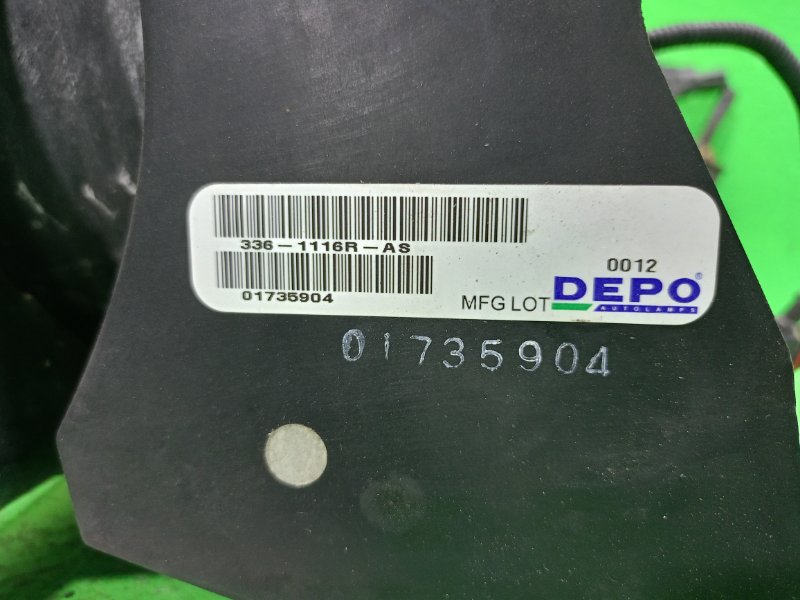 336-1116R-AS
01735904
0012
MFG LOT DEPO®
AUTOLAMPS
01735904